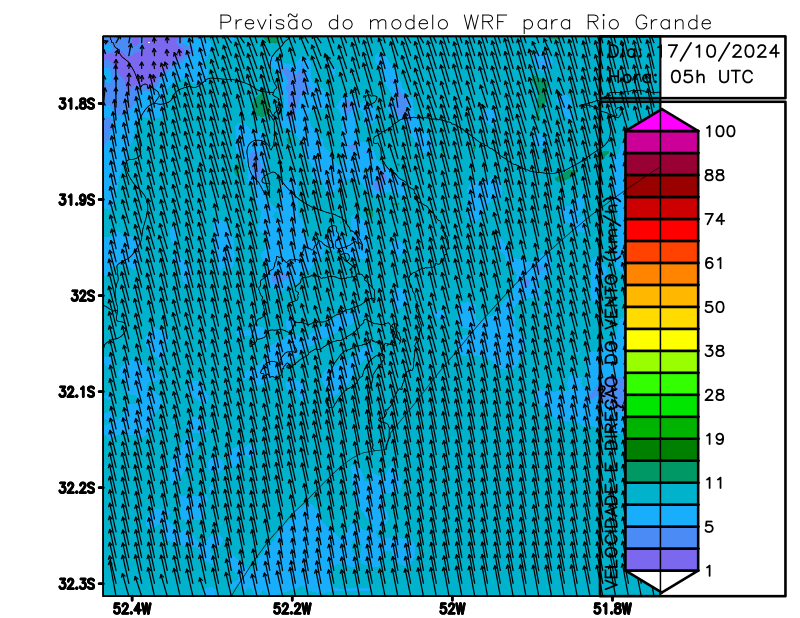 Previsão do modelo WRF para Rio Grande
Dia: 17/10/2024
Hora: 05h UTC
31.8S
31.9S
32S
32.1S
32.2S
32.3S
52.4W
52.2W
52W
51.8W
VELOCIDADE E DIREÇÃO DO VENTO (km/h)
100
88
74
61
50
38
28
19
11
5
1